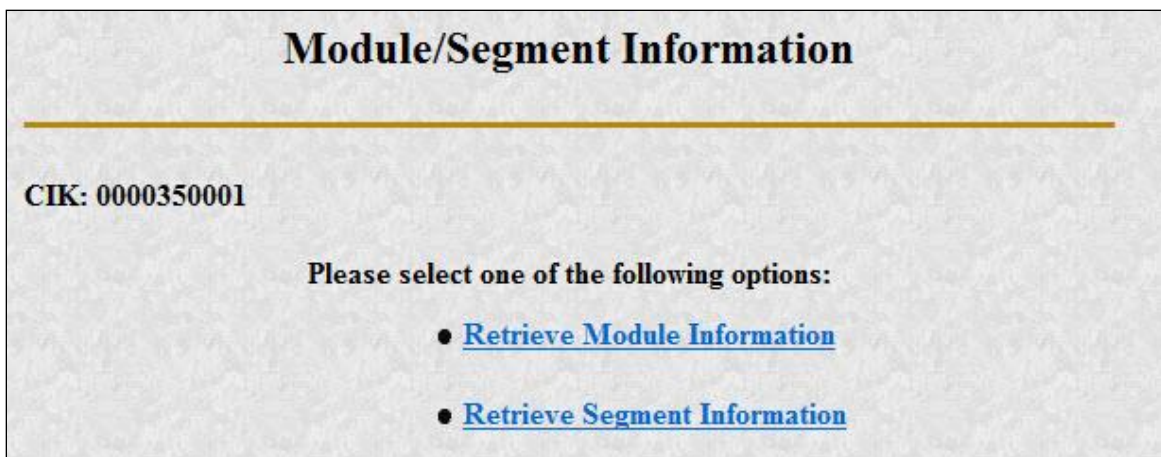 Module/Segment Information
CIK: 0000350001
Please select one of the following options:
Retrieve Module Information
Retrieve Segment Information